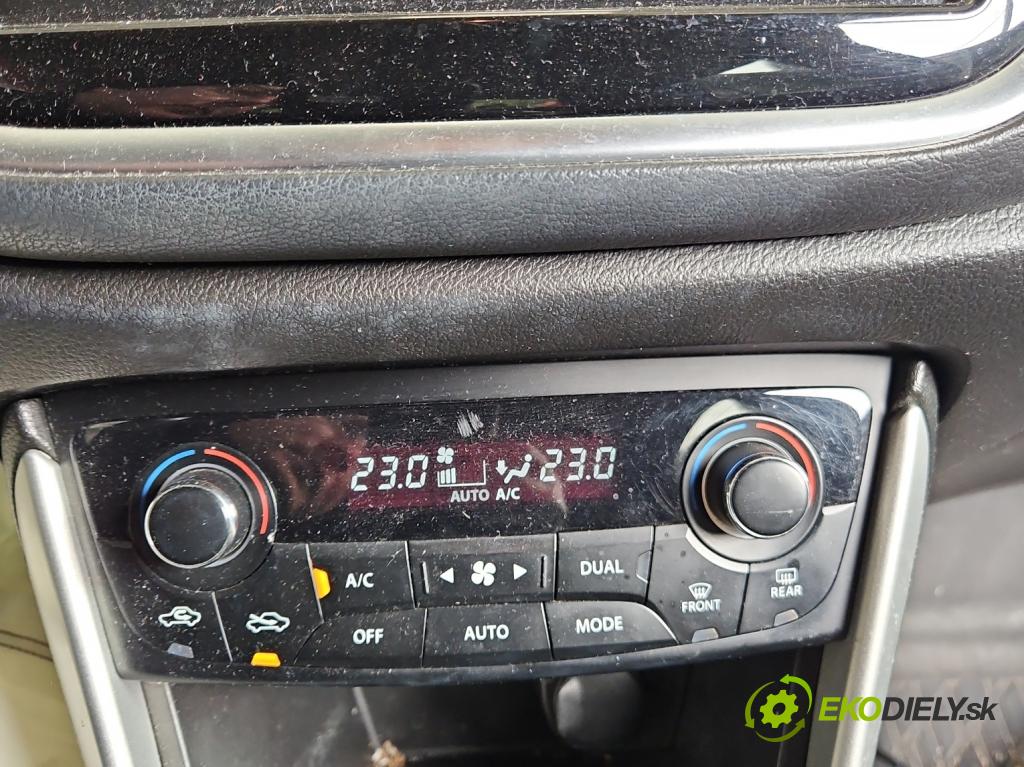 23.0 23.0
AUTO A/C
A/C
DUAL
FRONT
REAR
OFF
AUTO
MODE
EKODIELY.sk